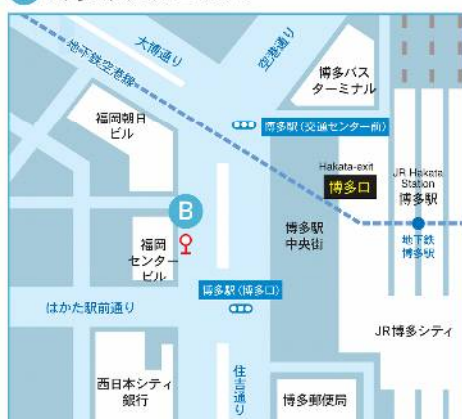 大博通り
地下鉄空港線
空港通り
博多バス
ターミナル
福岡朝日
ビル
博多駅(交通センター前)
Hakata-exit
博多口
JR Hakata
Station
博多駅
B
福岡
センター
ビル
博多駅
中央街
地下鉄
博多駅
博多駅(博多口)
はかた駅前通り
JR博多シティ
西日本シティ
銀行
住吉通り
博多郵便局